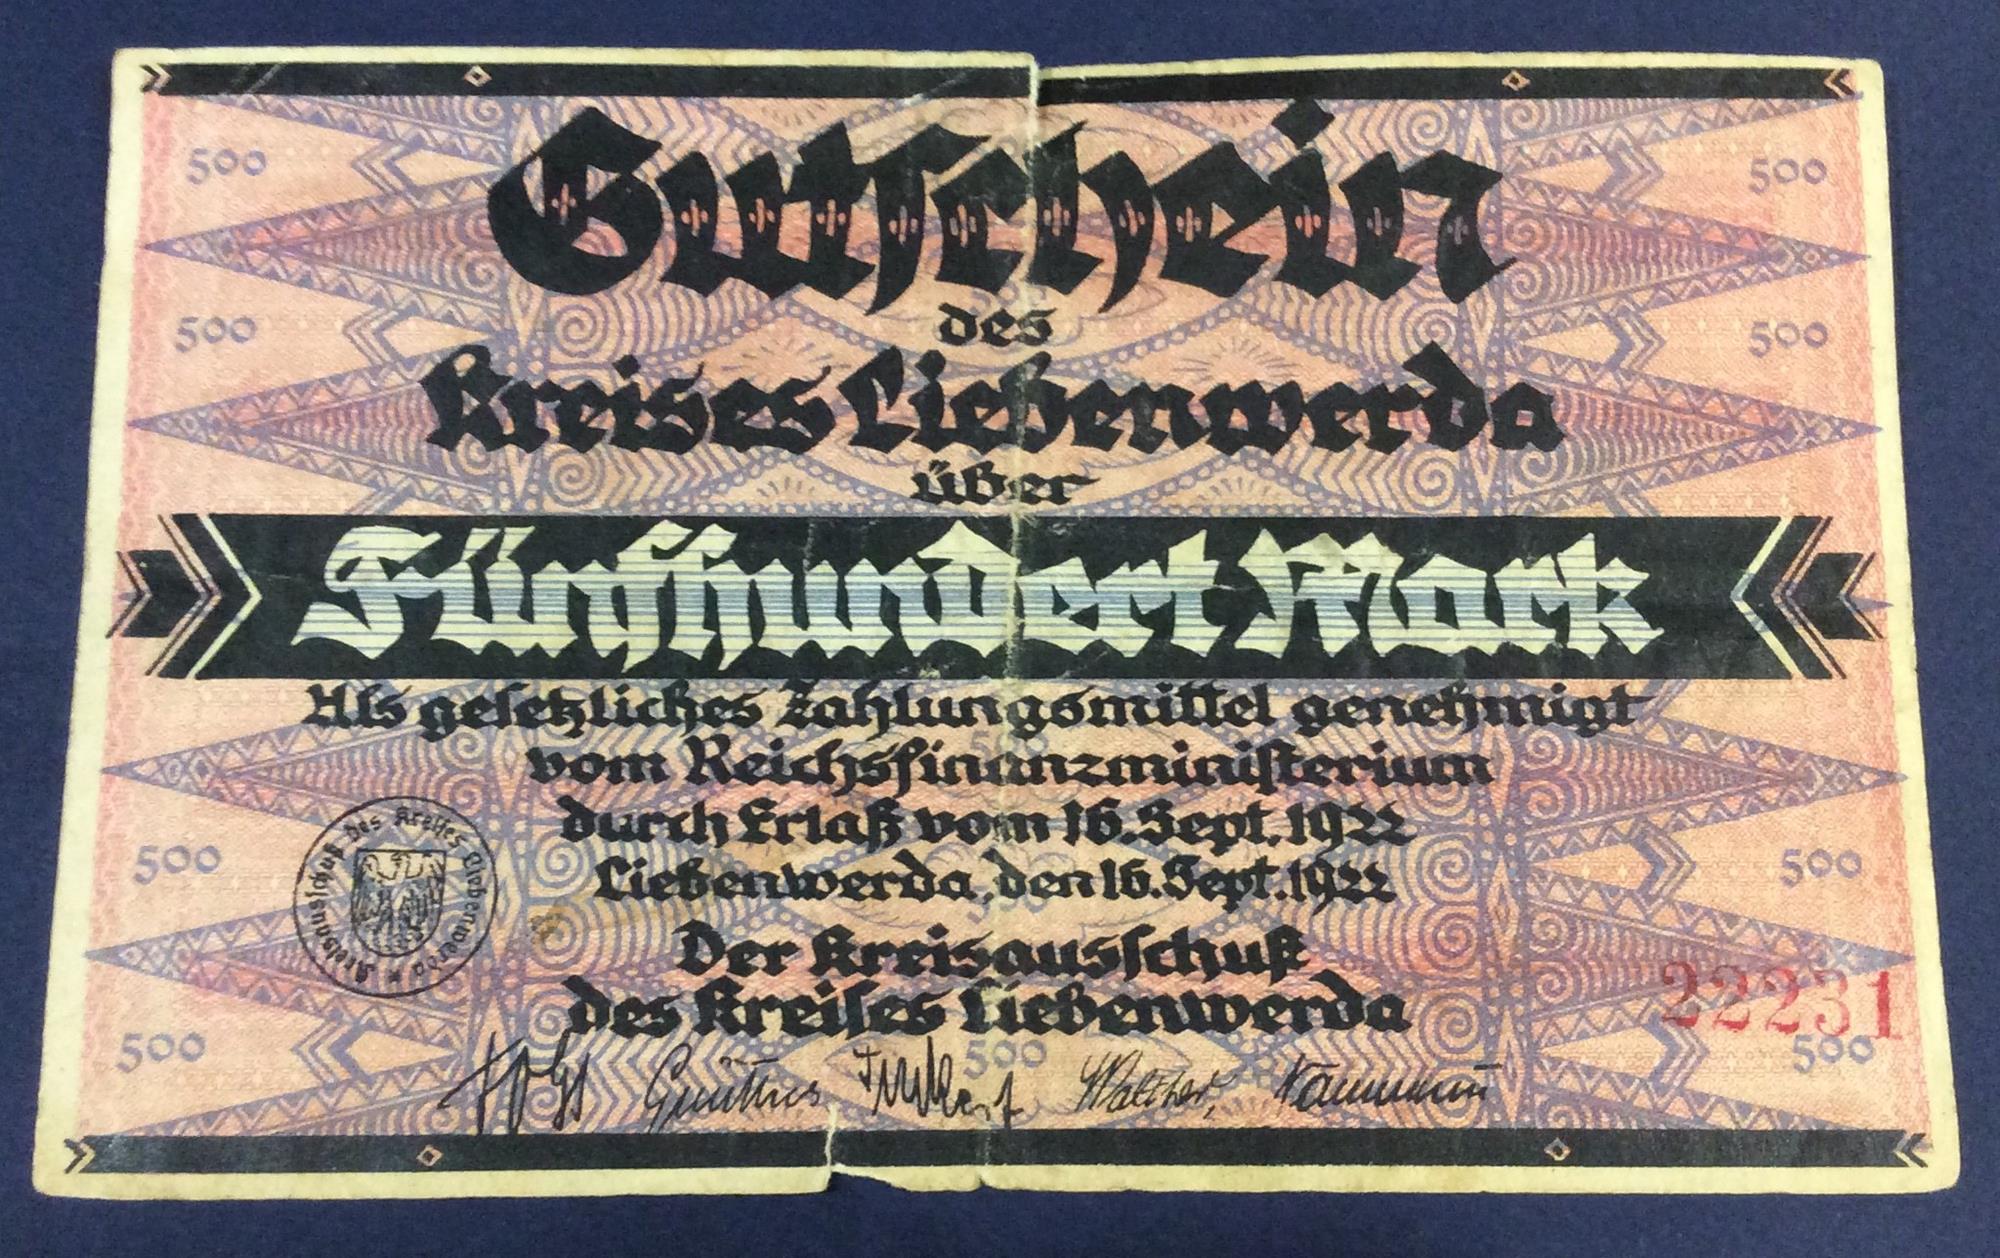 500 500
Gutschein
des
500 500
Kreises Liebenwerda
über
Fünfhundert Mark
Als gesetzliches Zahlungsmittel genehmigt
vom Reichsfinanzministerium
durch Erlaß vom 16. Sept. 1922
500 500
Liebenwerda, den 16. Sept. 1922
Kreisausschuß des Kreises Liebenwerda
Der Kreisausschuß
des Kreises Liebenwerda
22231
500 500 500
Walther,